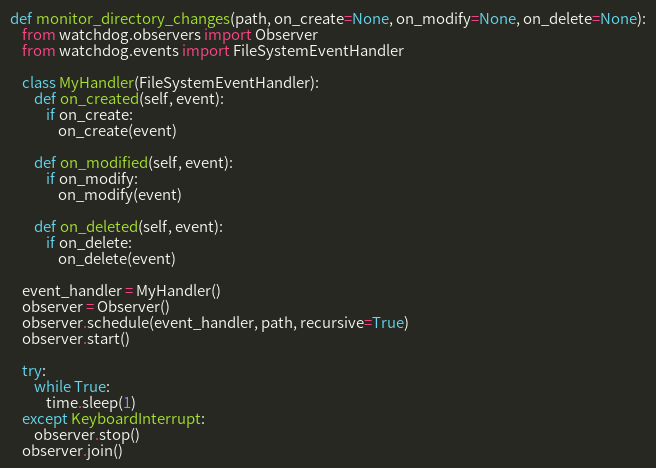 def monitor_directory_changes(path, on_create=None, on_modify=None, on_delete=None):
    from watchdog.observers import Observer
    from watchdog.events import FileSystemEventHandler

    class MyHandler(FileSystemEventHandler):
        def on_created(self, event):
            if on_create:
                on_create(event)

        def on_modified(self, event):
            if on_modify:
                on_modify(event)

        def on_deleted(self, event):
            if on_delete:
                on_delete(event)

    event_handler = MyHandler()
    observer = Observer()
    observer.schedule(event_handler, path, recursive=True)
    observer.start()

    try:
        while True:
            time.sleep(1)
    except KeyboardInterrupt:
        observer.stop()
    observer.join()